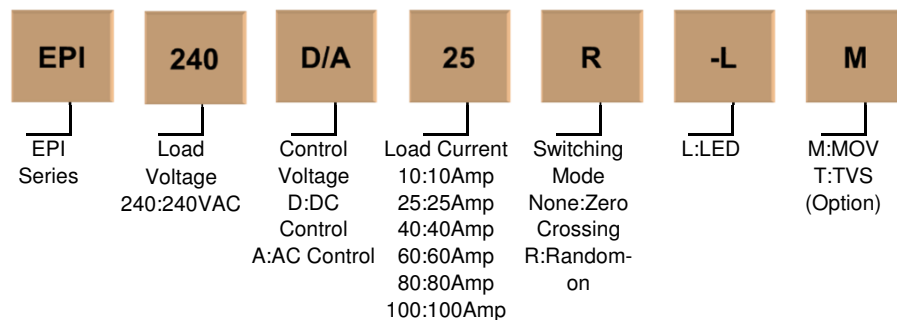 EPI 240 D/A 25 R -L M
EPI
Series
Load
Voltage
240:240VAC
Control
Voltage
D:DC
Control
A:AC Control
Load Current
10:10Amp
25:25Amp
40:40Amp
60:60Amp
80:80Amp
100:100Amp
Switching
Mode
None:Zero
Crossing
R:Random-
on
L:LED
M:MOV
T:TVS
(Option)